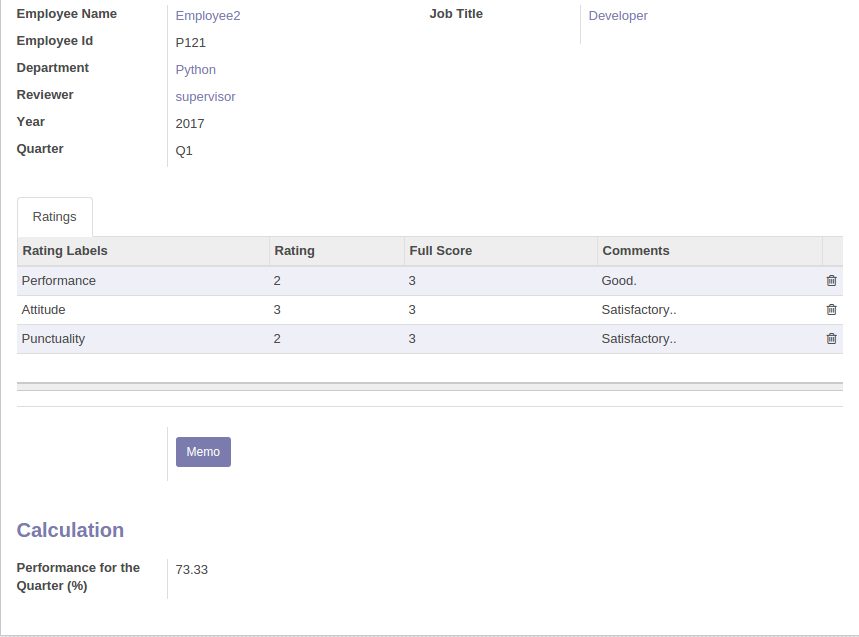 Employee Name Employee2 Job Title Developer
Employee Id P121
Department Python
Reviewer supervisor
Year 2017
Quarter Q1
Ratings
Rating Labels Rating Full Score Comments
Performance 2 3 Good.
Attitude 3 3 Satisfactory..
Punctuality 2 3 Satisfactory..
Memo
Calculation
Performance for the 73.33
Quarter (%)